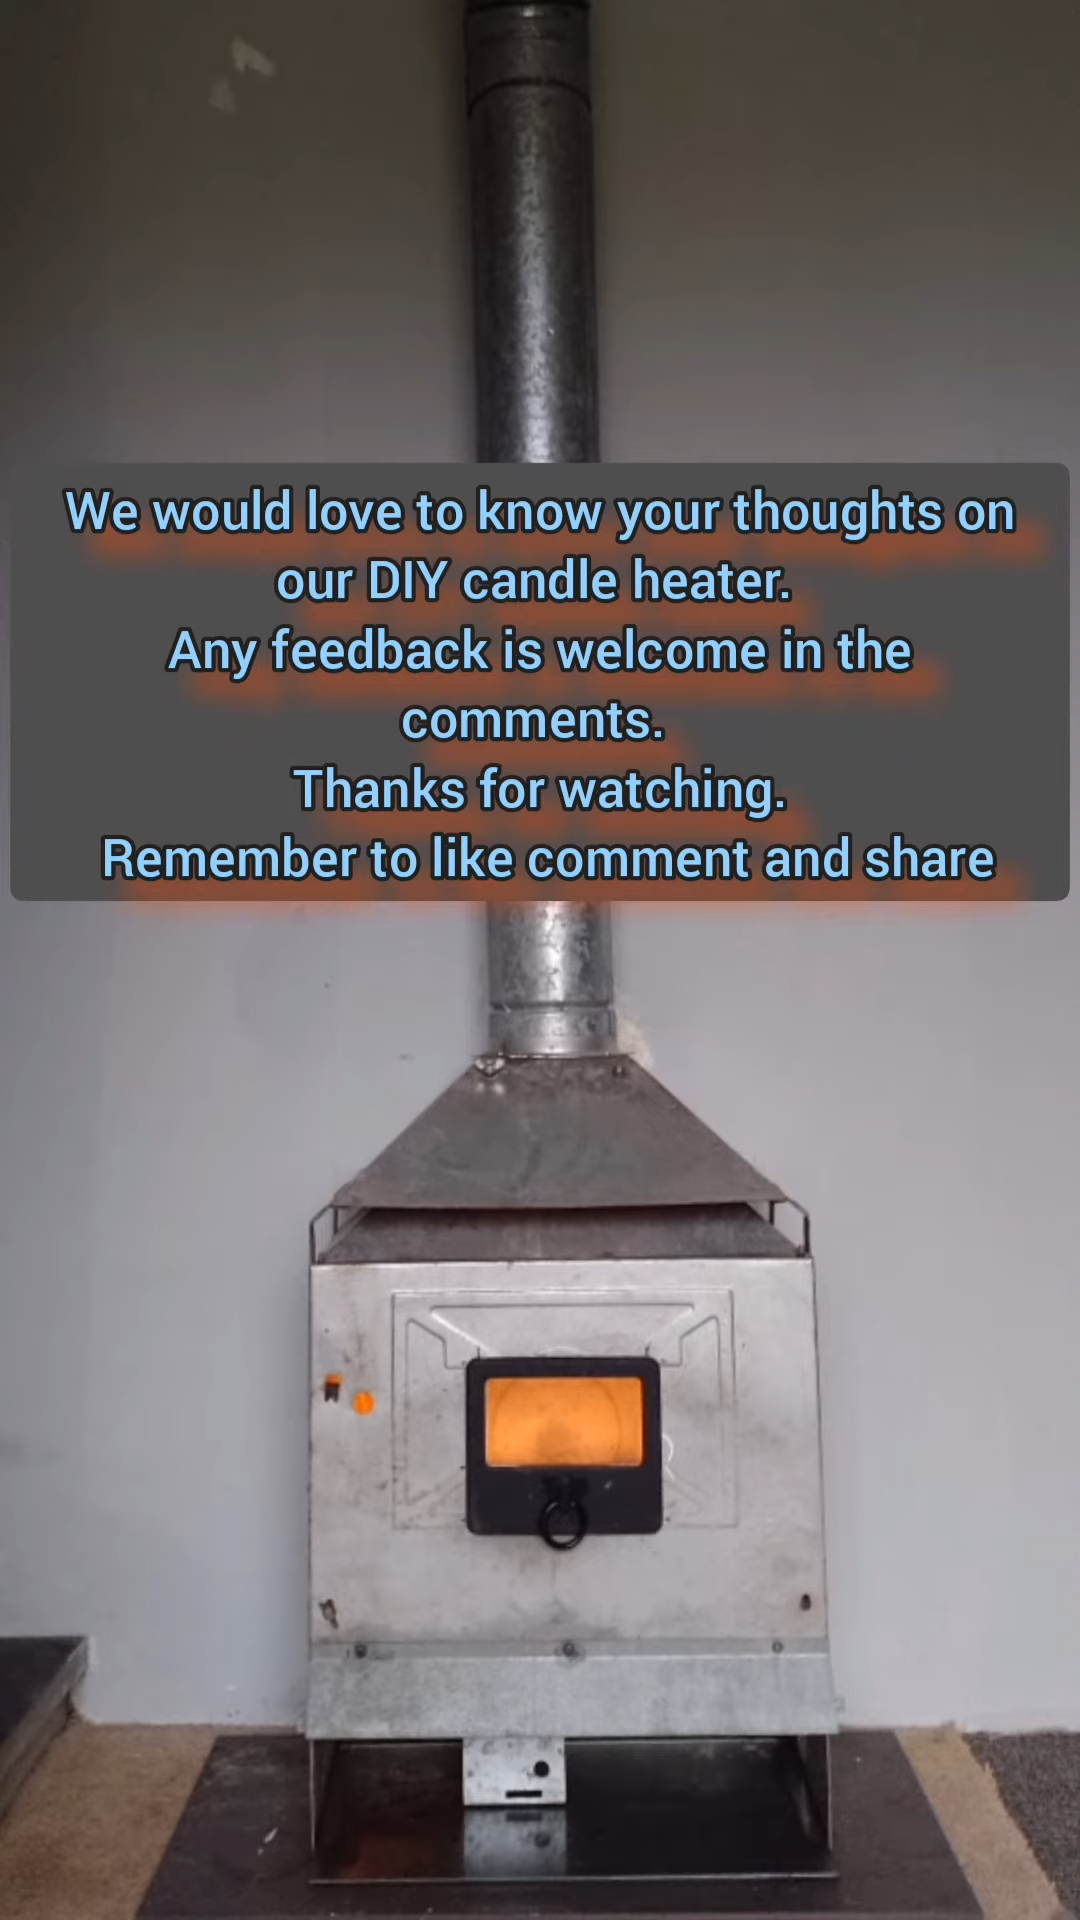 We would love to know your thoughts on
our DIY candle heater.
Any feedback is welcome in the
comments.
Thanks for watching.
Remember to like comment and share